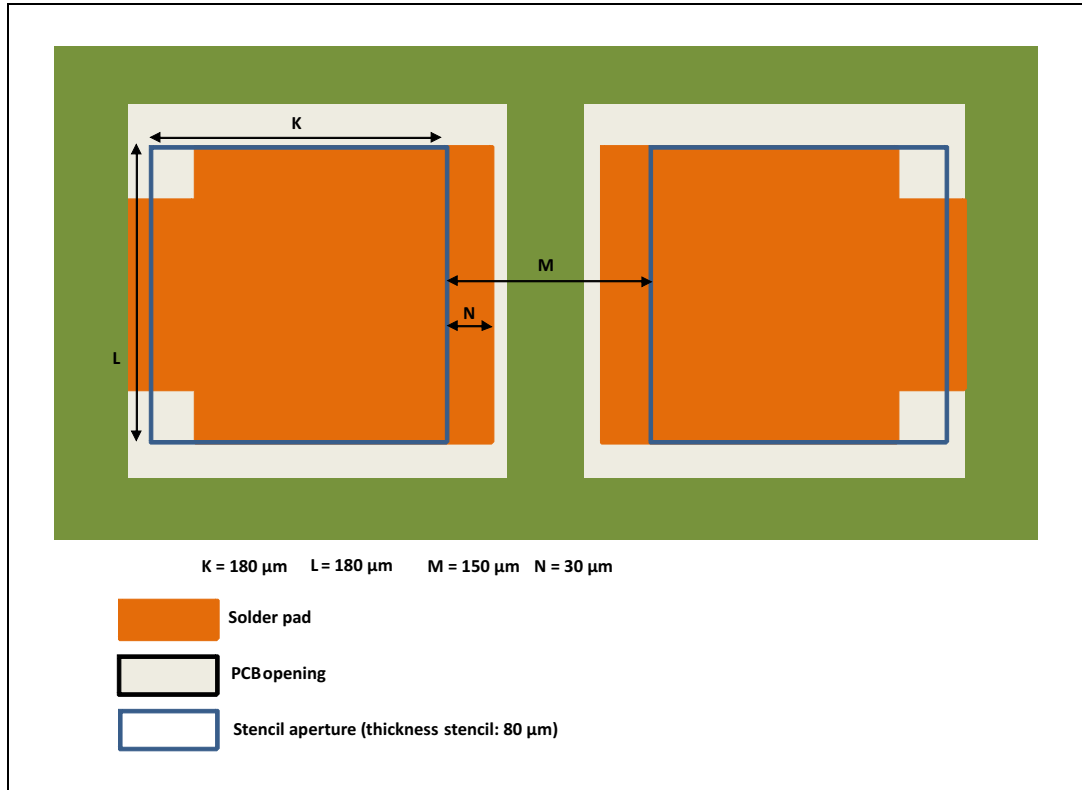 K
M
N
L
K = 180 µm L = 180 µm M = 150 µm N = 30 µm
Solder pad
PCB opening
Stencil aperture (thickness stencil: 80 µm)